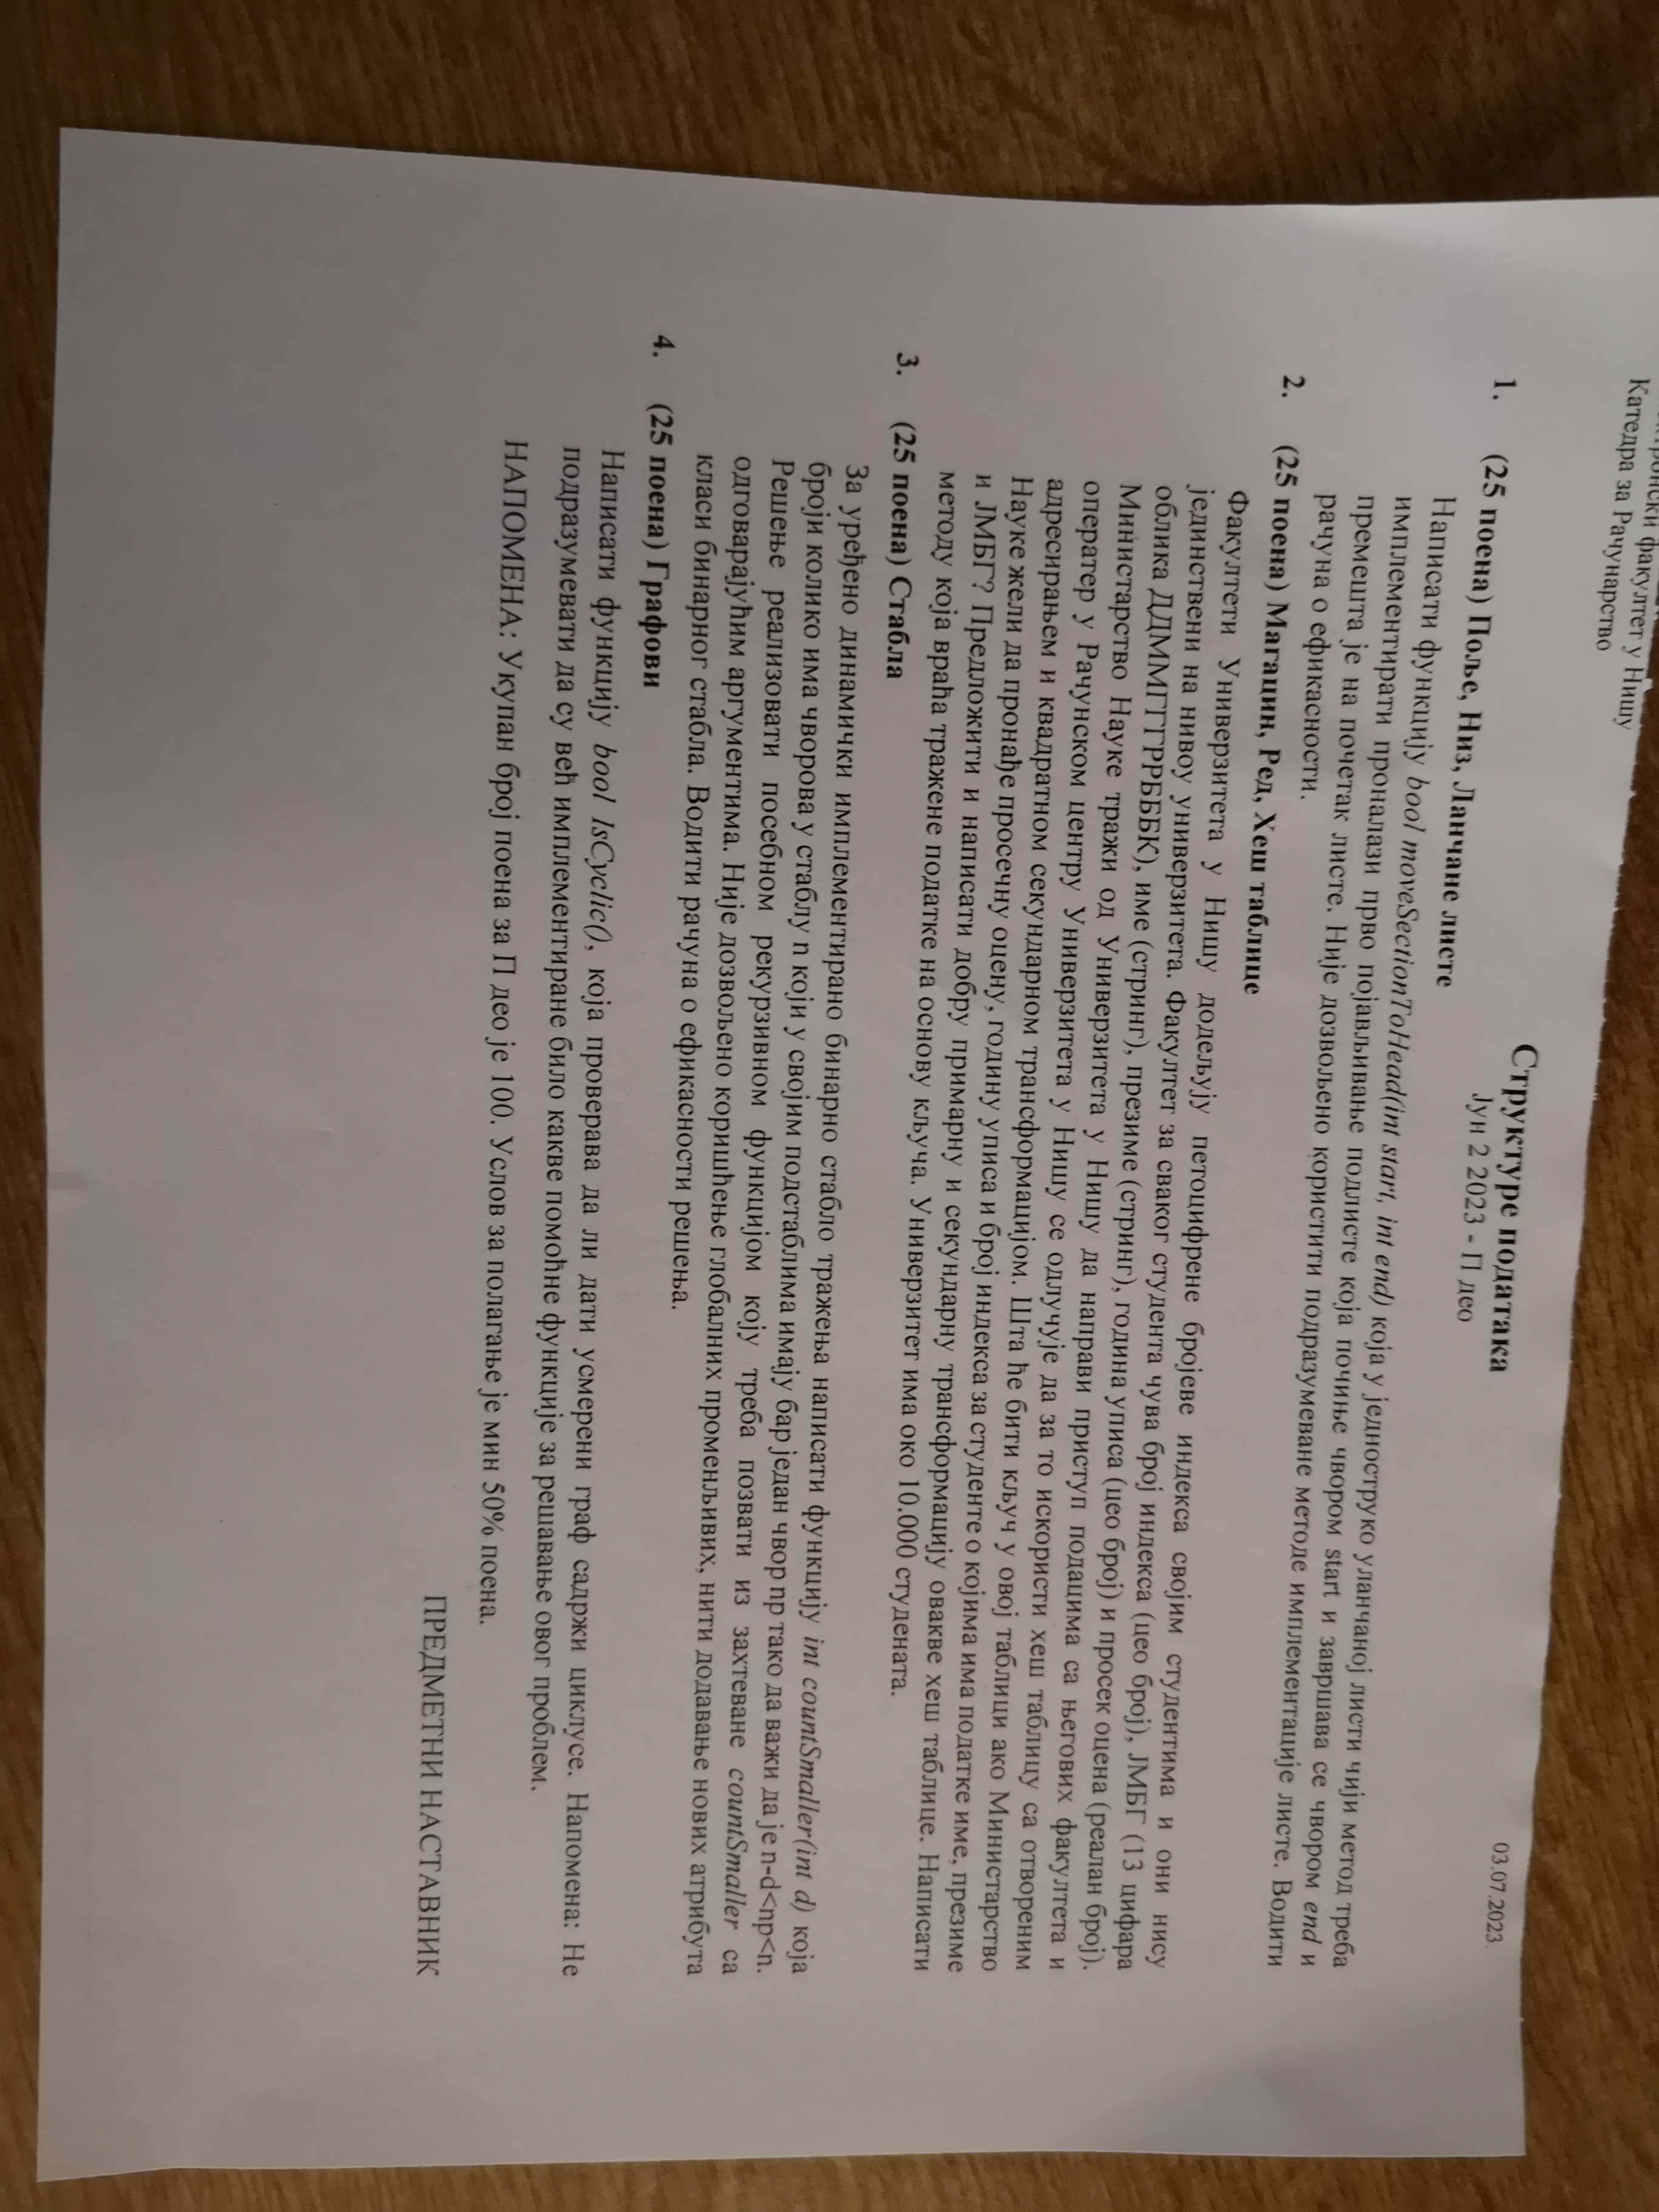 факултет у Нишу
Катедра за Рачунарство
03.07.2023.
Структуре података
Јун 2 2023 - П део
1. (25 поена) Поље, Низ, Ланчане листе
Написати функцију bool moveSectionToHead(int start, int end) која у једноструко уланчаној листи чији метод треба
имплементирати проналази прво појављивање подлисте која почиње чвором start и завршава се чвором end и
премешта је на почетак листе. Није дозвољено користити подразумеване методе имплементације листе. Водити
рачуна о ефикасности.
2. (25 поена) Магацин, Ред, Хеш таблице
Факултети Универзитета у Нишу додељују петоцифрене бројеве индекса својим студентима и они нису
јединствени на нивоу универзитета. Факултет за сваког студента чува број индекса (цео број), ЈМБГ (13 цифара
облика ДДММГГГРРБББК), име (стринг), презиме (стринг), година уписа (цео број) и просек оцена (реалан број).
Министарство Науке тражи од Универзитета у Нишу да направи приступ подацима са његових факултета и
оператер у Рачунском центру Универзитета у Нишу се одлучује да за то искористи хеш таблицу са отвореним
адресирањем и квадратном секундарном трансформацијом. Шта ће бити кључ у овој таблици ако Министарство
Науке жели да пронађе просечну оцену, годину уписа и број индекса за студенте о којима има податке име, презиме
и ЈМБГ? Предложити и написати добру примарну и секундарну трансформацију овакве хеш таблице. Написати
методу која враћа тражене податке на основу кључа. Универзитет има око 10.000 студената.
3. (25 поена) Стабла
За уређено динамички имплементирано бинарно стабло тражења написати функцију int countSmaller(int d) која
броји колико има чворова у стаблу n који у својим подстаблима имају бар један чвор np тако да важи да је n-d<np<n.
Решење реализовати посебном рекурзивном функцијом коју треба позвати из захтеване countSmaller са
одговарајућим аргументима. Није дозвољено коришћење глобалних променљивих, нити додавање нових атрибута
класи бинарног стабла. Водити рачуна о ефикасности решења.
4. (25 поена) Графови
Написати функцију bool IsCyclic(), која проверава да ли дати усмерени граф садржи циклусе. Напомена: Не
подразумевати да су већ имплементиране било какве помоћне функције за решавање овог проблем.
НАПОМЕНА: Укупан број поена за П део је 100. Услов за полагање је мин 50% поена.
ПРЕДМЕТНИ НАСТАВНИК